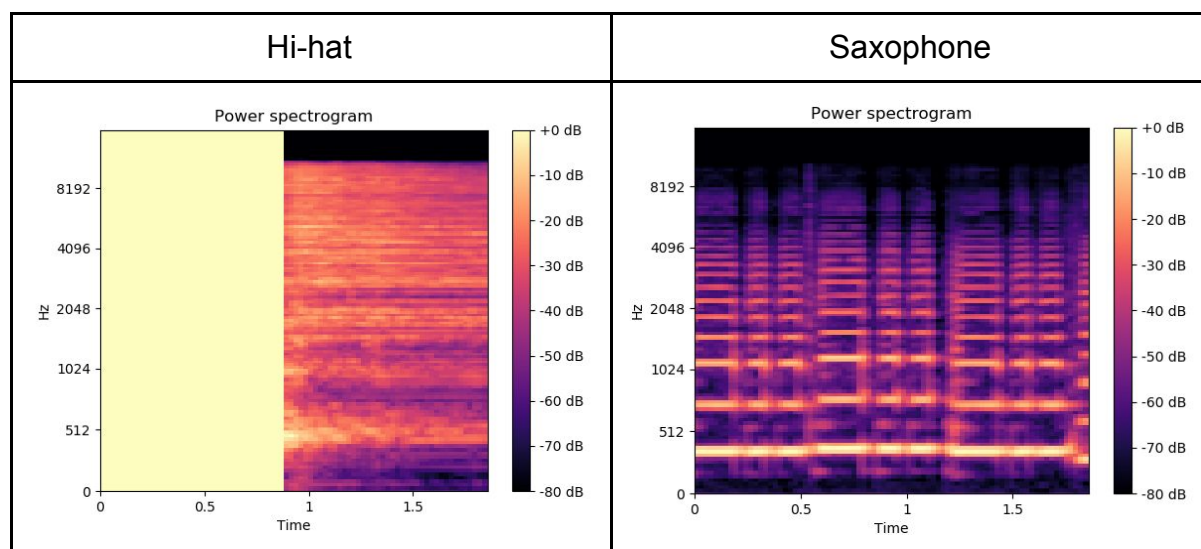 Hi-hat
Saxophone
Power spectrogram
8192
4096
2048
1024
512
0
Hz
0
0.5
1
1.5
Time
+0 dB
-10 dB
-20 dB
-30 dB
-40 dB
-50 dB
-60 dB
-70 dB
-80 dB
Power spectrogram
8192
4096
2048
1024
512
0
Hz
0
0.5
1
1.5
Time
+0 dB
-10 dB
-20 dB
-30 dB
-40 dB
-50 dB
-60 dB
-70 dB
-80 dB